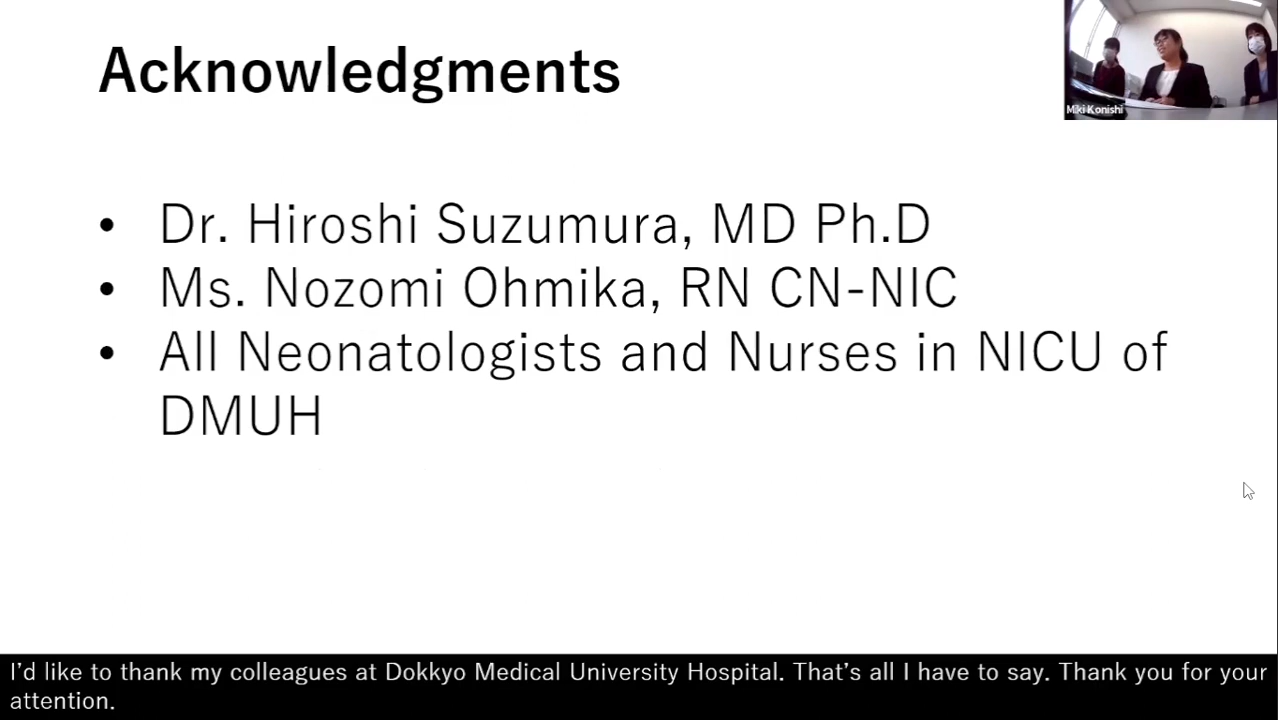 Acknowledgments
Miki Konishi
• Dr. Hiroshi Suzumura, MD Ph.D
• Ms. Nozomi Ohmika, RN CN-NIC
• All Neonatologists and Nurses in NICU of
DMUH
I’d like to thank my colleagues at Dokkyo Medical University Hospital. That’s all I have to say. Thank you for your
attention.